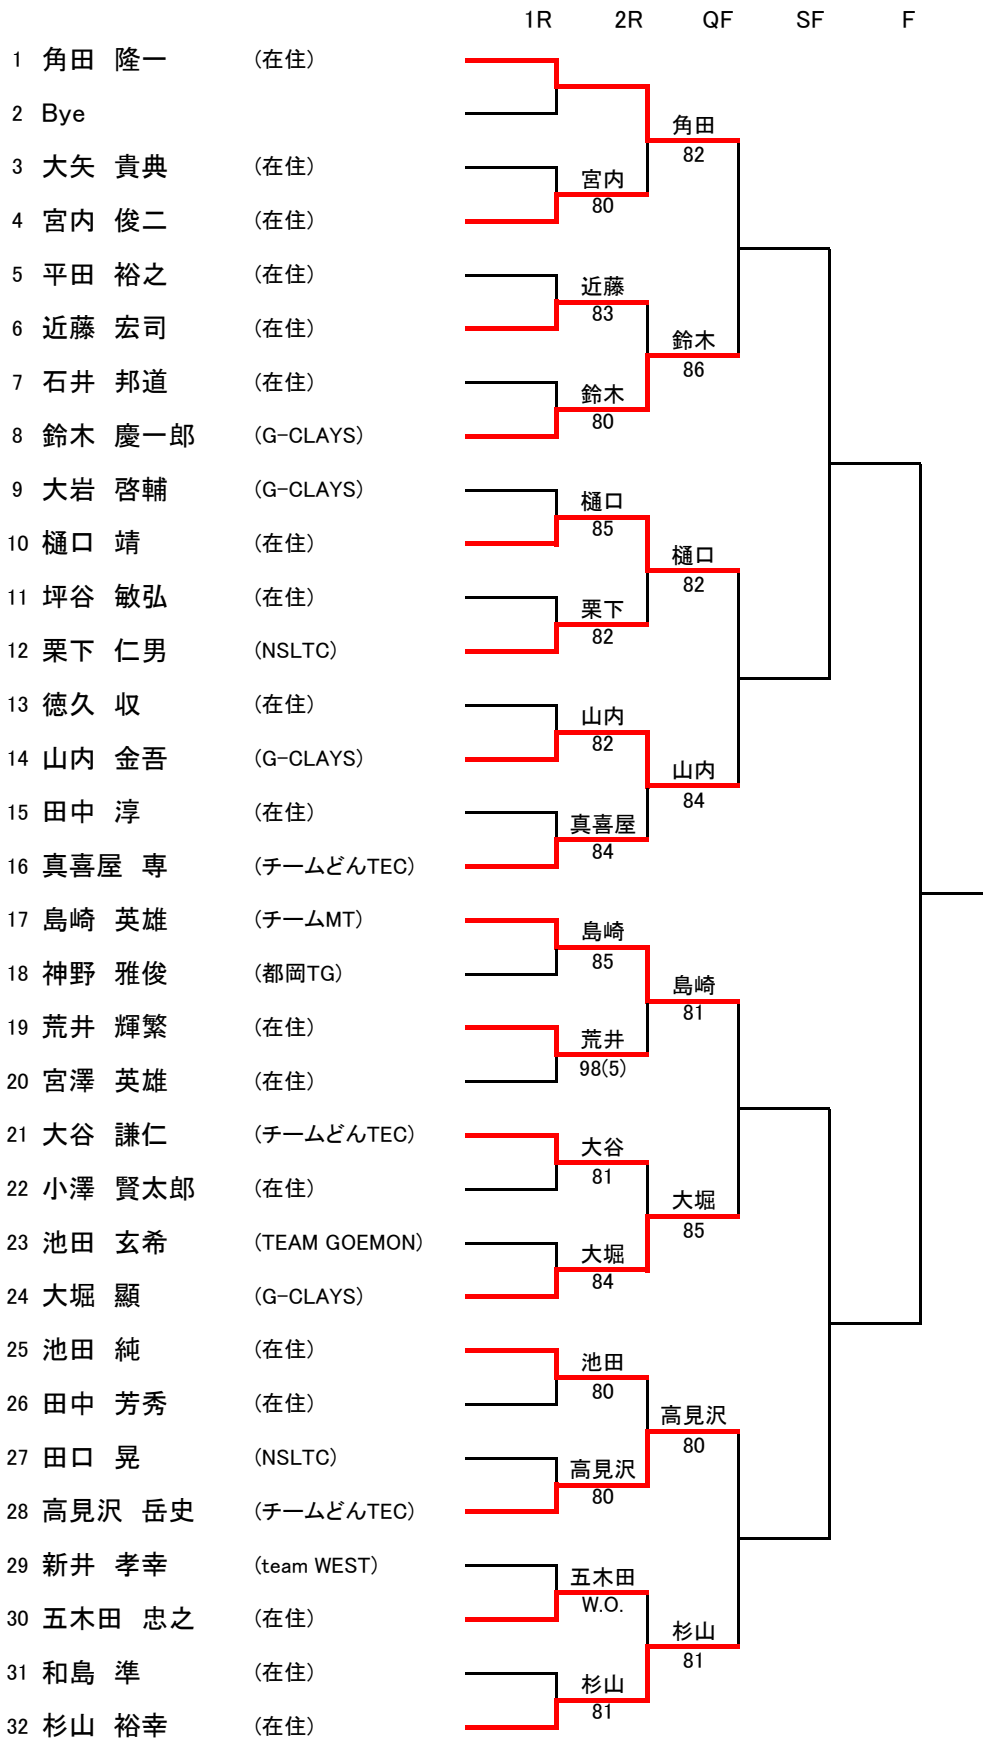 1R 2R QF SF F
1 角田 隆一 (在住)
2 Bye
角田
82
3 大矢 貴典 (在住)
宮内
80
4 宮内 俊二 (在住)
5 平田 裕之 (在住)
近藤
83
6 近藤 宏司 (在住)
鈴木
86
7 石井 邦道 (在住)
鈴木
80
8 鈴木 慶一郎 (G-CLAYS)
9 大岩 啓輔 (G-CLAYS)
樋口
85
10 樋口 靖 (在住)
樋口
82
11 坪谷 敏弘 (在住)
栗下
82
12 栗下 仁男 (NSLTC)
13 徳久 収 (在住)
山内
82
14 山内 金吾 (G-CLAYS)
山内
84
15 田中 淳 (在住)
真喜屋
84
16 真喜屋 専 (チームどんTEC)
17 島崎 英雄 (チームMT)
島崎
85
18 神野 雅俊 (都岡TG)
島崎
81
19 荒井 輝繁 (在住)
荒井
98(5)
20 宮澤 英雄 (在住)
21 大谷 謙仁 (チームどんTEC)
大谷
81
22 小澤 賢太郎 (在住)
大堀
85
23 池田 玄希 (TEAM GOEMON)
大堀
84
24 大堀 顯 (G-CLAYS)
25 池田 純 (在住)
池田
80
26 田中 芳秀 (在住)
高見沢
80
27 田口 晃 (NSLTC)
高見沢
80
28 高見沢 岳史 (チームどんTEC)
29 新井 孝幸 (team WEST)
五木田
W.O.
30 五木田 忠之 (在住)
杉山
81
31 和島 準 (在住)
杉山
81
32 杉山 裕幸 (在住)